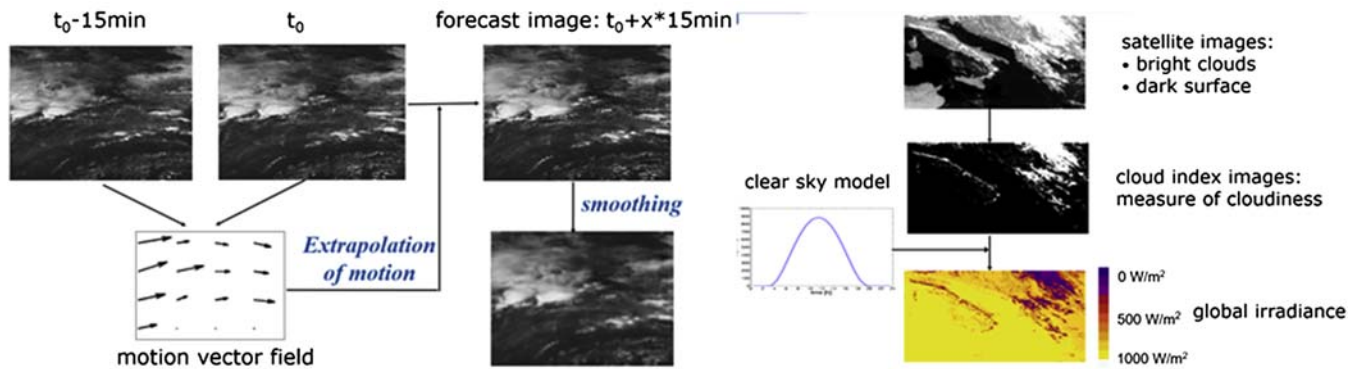 t₀-15min
t₀
forecast image: t₀+x*15min
smoothing
Extrapolation
of motion
motion vector field
satellite images:
• bright clouds
• dark surface
clear sky model
cloud index images:
measure of cloudiness
time [h]
0 W/m²
500 W/m²
1000 W/m²
global irradiance